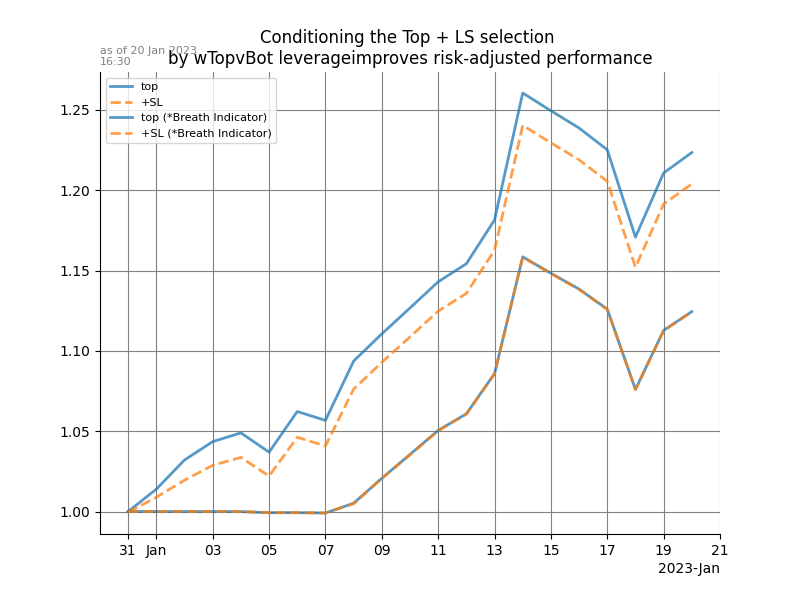 Conditioning the Top + LS selection
by wTopvBot leverageimproves risk-adjusted performance
as of 20 Jan 2023
16:30
top
+SL
top (*Breath Indicator)
+SL (*Breath Indicator)
1.25
1.20
1.15
1.10
1.05
1.00
31 Jan 03 05 07 09 11 13 15 17 19 21
2023-Jan